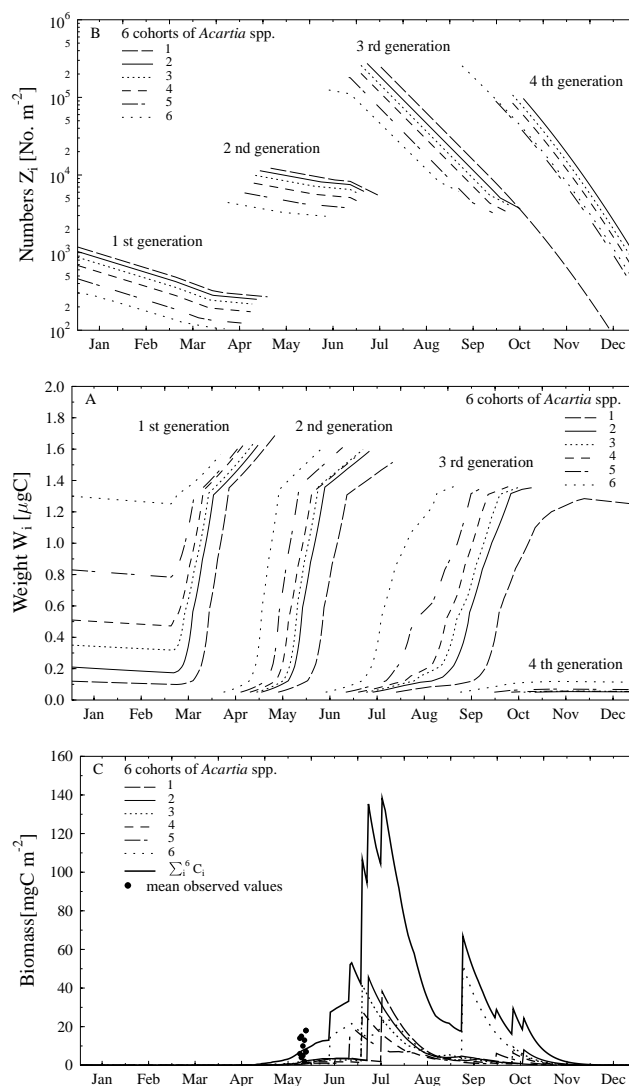 B
6 cohorts of Acartia spp.
1
2
3
4
5
6
3 rd generation
4 th generation
2 nd generation
1 st generation
Numbers Z_i [No. m^-2]
10^6
5
2
10^5
5
2
10^4
5
2
10^3
5
2
10^2
Jan Feb Mar Apr May Jun Jul Aug Sep Oct Nov Dec
A
6 cohorts of Acartia spp.
1
2
3
4
5
6
1 st generation
2 nd generation
3 rd generation
4 th generation
Weight W_i [µgC]
2.0
1.8
1.6
1.4
1.2
1.0
0.8
0.6
0.4
0.2
0.0
Jan Feb Mar Apr May Jun Jul Aug Sep Oct Nov Dec
C
6 cohorts of Acartia spp.
1
2
3
4
5
6
∑_i^6 C_i
mean observed values
Biomass[mgC m^-2]
160
140
120
100
80
60
40
20
0
Jan Feb Mar Apr May Jun Jul Aug Sep Oct Nov Dec